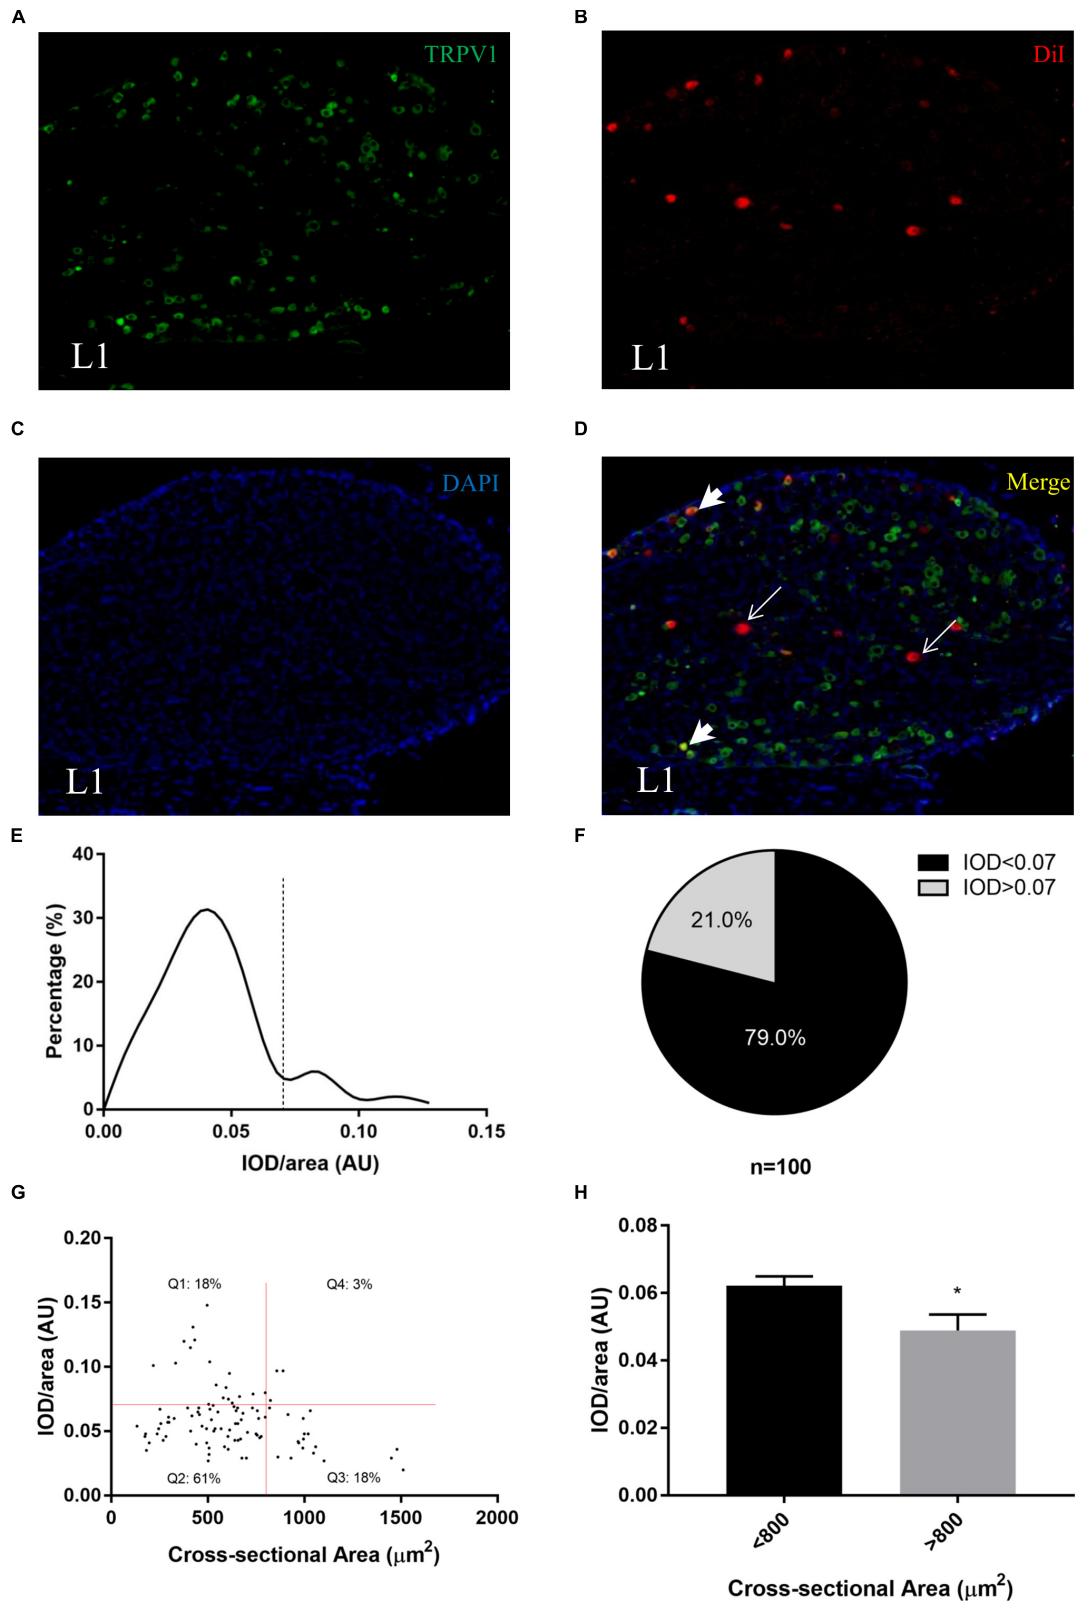 A
TRPV1
L1
B
DiI
L1
C
DAPI
L1
D
Merge
L1
E
40
30
20
10
0
Percentage (%)
0.00
0.05
0.10
0.15
IOD/area (AU)
F
IOD<0.07
IOD>0.07
21.0%
79.0%
n=100
G
0.20
0.15
0.10
0.05
0.00
IOD/area (AU)
Q1: 18%
Q4: 3%
Q2: 61%
Q3: 18%
0
500
1000
1500
2000
Cross-sectional Area (μm²)
H
0.08
0.06
0.04
0.02
0.00
IOD/area (AU)
*
<800
>800
Cross-sectional Area (μm²)